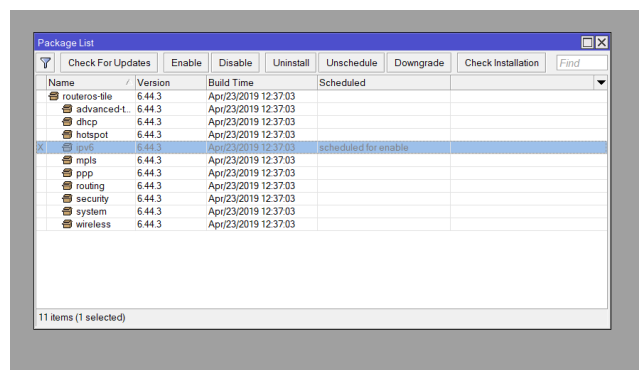 Package List
Check For Updates Enable Disable Uninstall Unschedule Downgrade Check Installation Find
Name / Version Build Time Scheduled
routeros-tile 6.44.3 Apr/23/2019 12:37:03
advanced-t... 6.44.3 Apr/23/2019 12:37:03
dhcp 6.44.3 Apr/23/2019 12:37:03
hotspot 6.44.3 Apr/23/2019 12:37:03
X ipv6 6.44.3 Apr/23/2019 12:37:03 scheduled for enable
mpls 6.44.3 Apr/23/2019 12:37:03
ppp 6.44.3 Apr/23/2019 12:37:03
routing 6.44.3 Apr/23/2019 12:37:03
security 6.44.3 Apr/23/2019 12:37:03
system 6.44.3 Apr/23/2019 12:37:03
wireless 6.44.3 Apr/23/2019 12:37:03
11 items (1 selected)